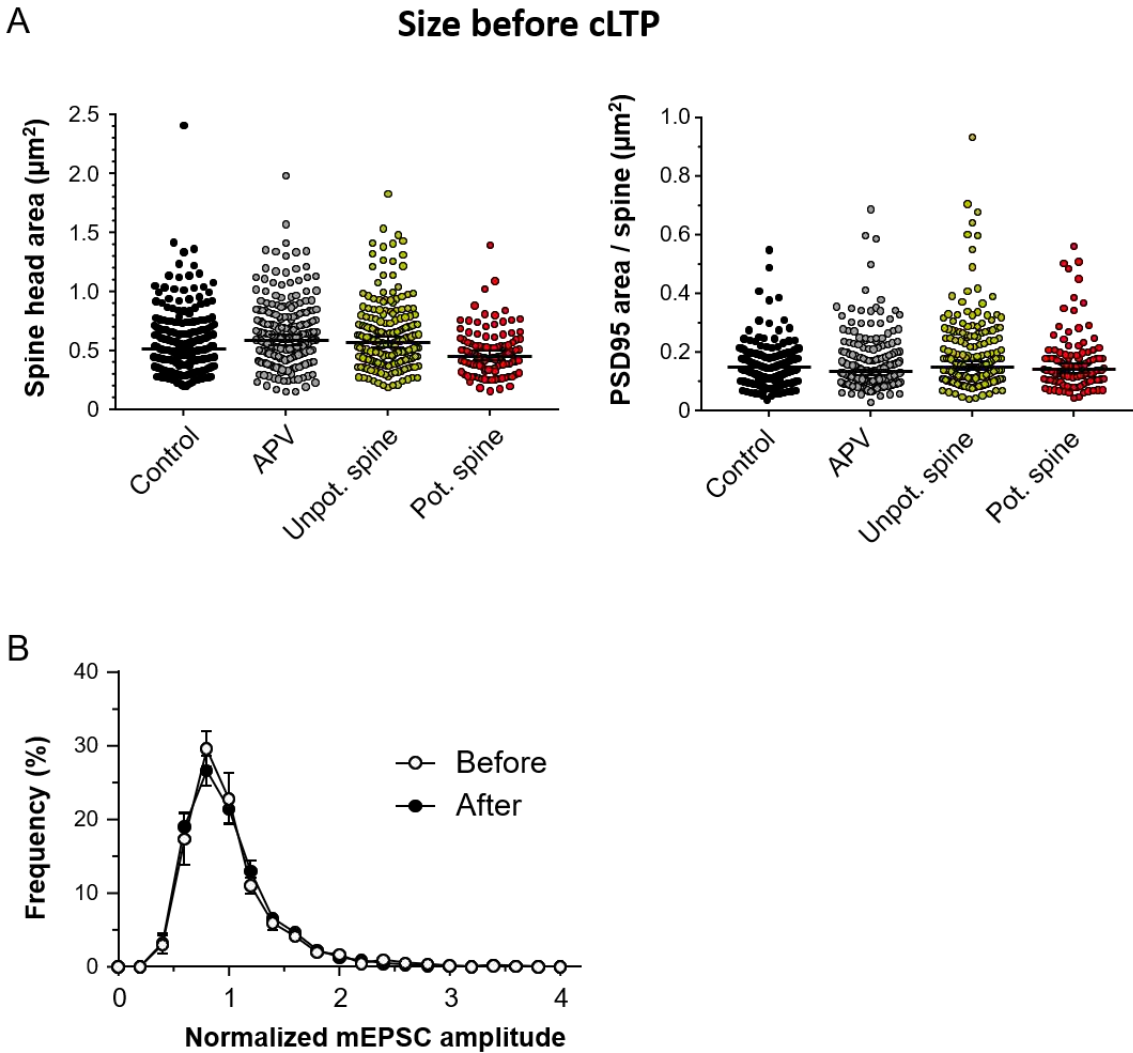 A
Size before cLTP
Spine head area (µm²)
2.5
2.0
1.5
1.0
0.5
0
Control
APV
Unpot. spine
Pot. spine
PSD95 area / spine (µm²)
1.0
0.8
0.6
0.4
0.2
0
Control
APV
Unpot. spine
Pot. spine
B
Frequency (%)
40
30
20
10
0
Before
After
0 1 2 3 4
Normalized mEPSC amplitude